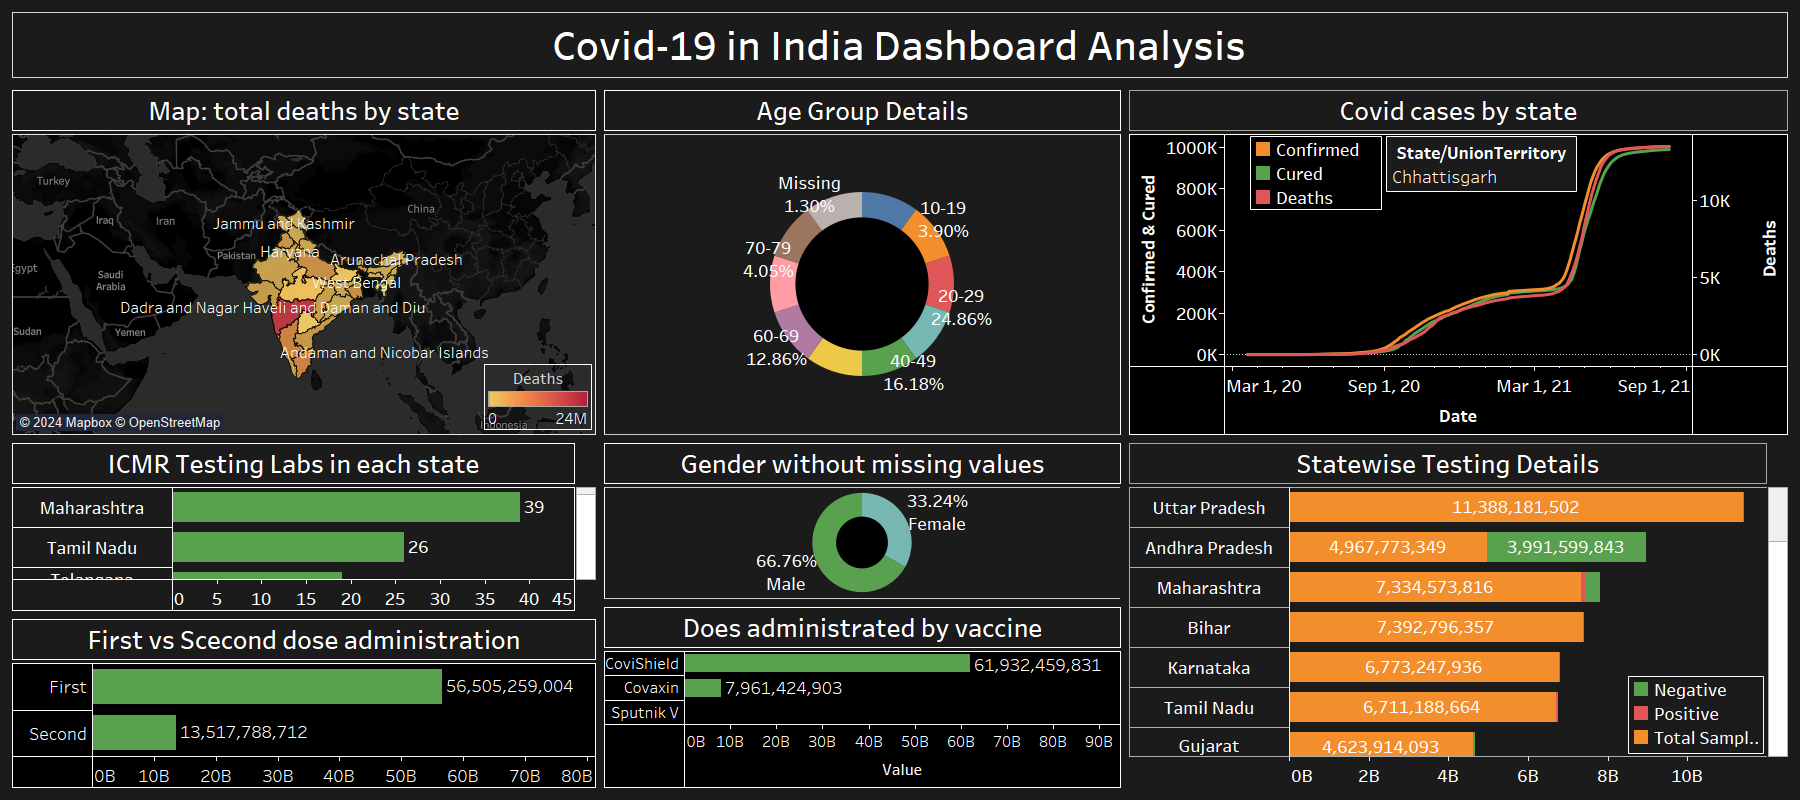 Covid-19 in India Dashboard Analysis
Map: total deaths by state
Turkey
Iraq
Iran
China
Pakistan
Saudi
Arabia
Sudan
Yemen
Jammu and Kashmir
Haryana
Arunachal Pradesh
West Bengal
Dadra and Nagar Haveli and Daman and Diu
Andaman and Nicobar Islands
Deaths
0
24M
Indonesia
© 2024 Mapbox © OpenStreetMap
Age Group Details
Missing
1.30%
10-19
3.90%
70-79
4.05%
20-29
24.86%
60-69
12.86%
40-49
16.18%
Covid cases by state
Confirmed
Cured
Deaths
State/UnionTerritory
Chhattisgarh
Confirmed & Cured
1000K
800K
600K
400K
200K
0K
10K
5K
0K
Deaths
Mar 1, 20
Sep 1, 20
Mar 1, 21
Sep 1, 21
Date
ICMR Testing Labs in each state
Maharashtra
39
Tamil Nadu
26
Telangana
0 5 10 15 20 25 30 35 40 45
Gender without missing values
33.24%
Female
66.76%
Male
Statewise Testing Details
Uttar Pradesh
11,388,181,502
Andhra Pradesh
4,967,773,349
3,991,599,843
Maharashtra
7,334,573,816
Bihar
7,392,796,357
Karnataka
6,773,247,936
Tamil Nadu
6,711,188,664
Gujarat
4,623,914,093
Negative
Positive
Total Sampl..
0B 2B 4B 6B 8B 10B
First vs Scecond dose administration
First
56,505,259,004
Second
13,517,788,712
0B 10B 20B 30B 40B 50B 60B 70B 80B
Does administrated by vaccine
CoviShield
61,932,459,831
Covaxin
7,961,424,903
Sputnik V
0B 10B 20B 30B 40B 50B 60B 70B 80B 90B
Value